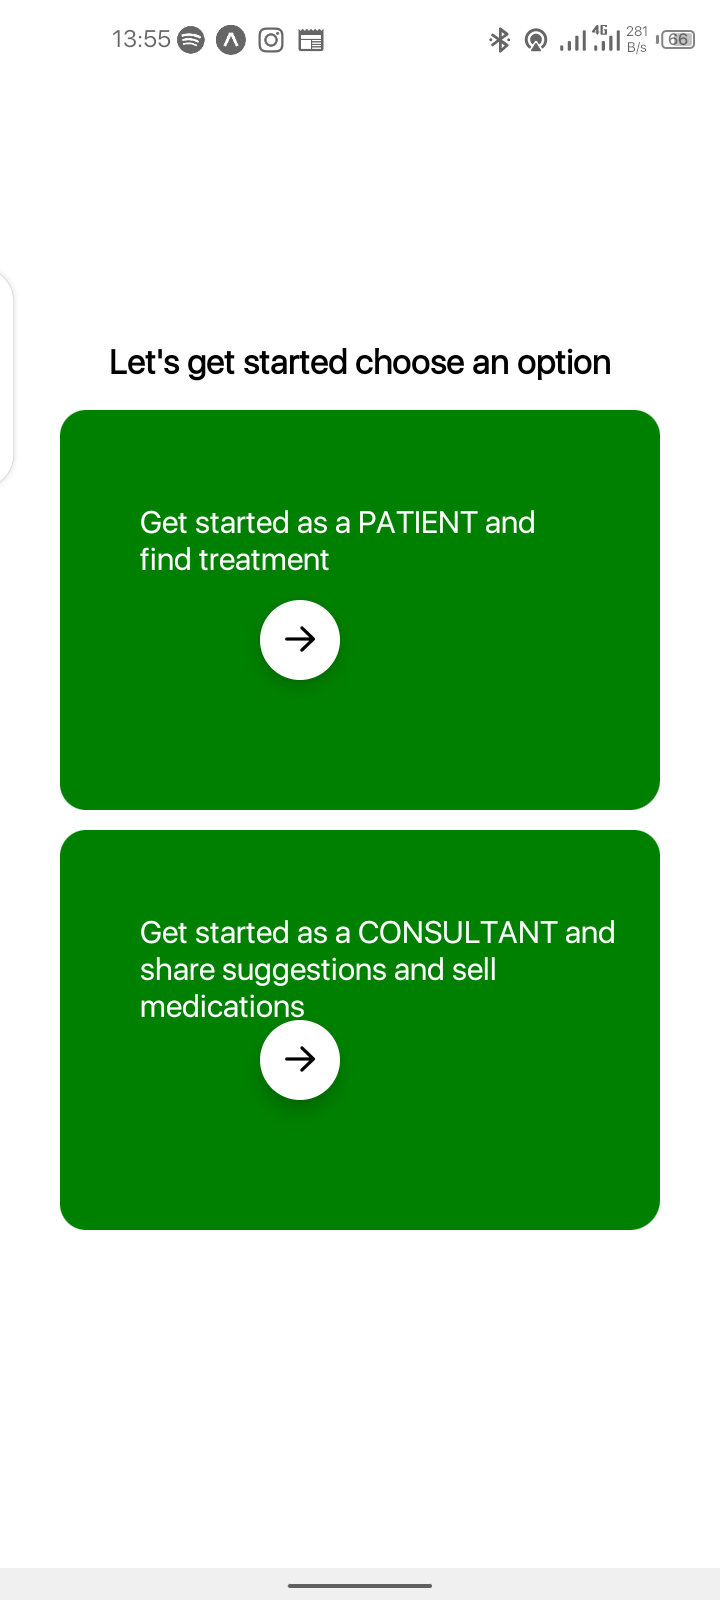 13:55 4G 281 B/s 66
Let's get started choose an option
Get started as a PATIENT and
find treatment
Get started as a CONSULTANT and
share suggestions and sell
medications